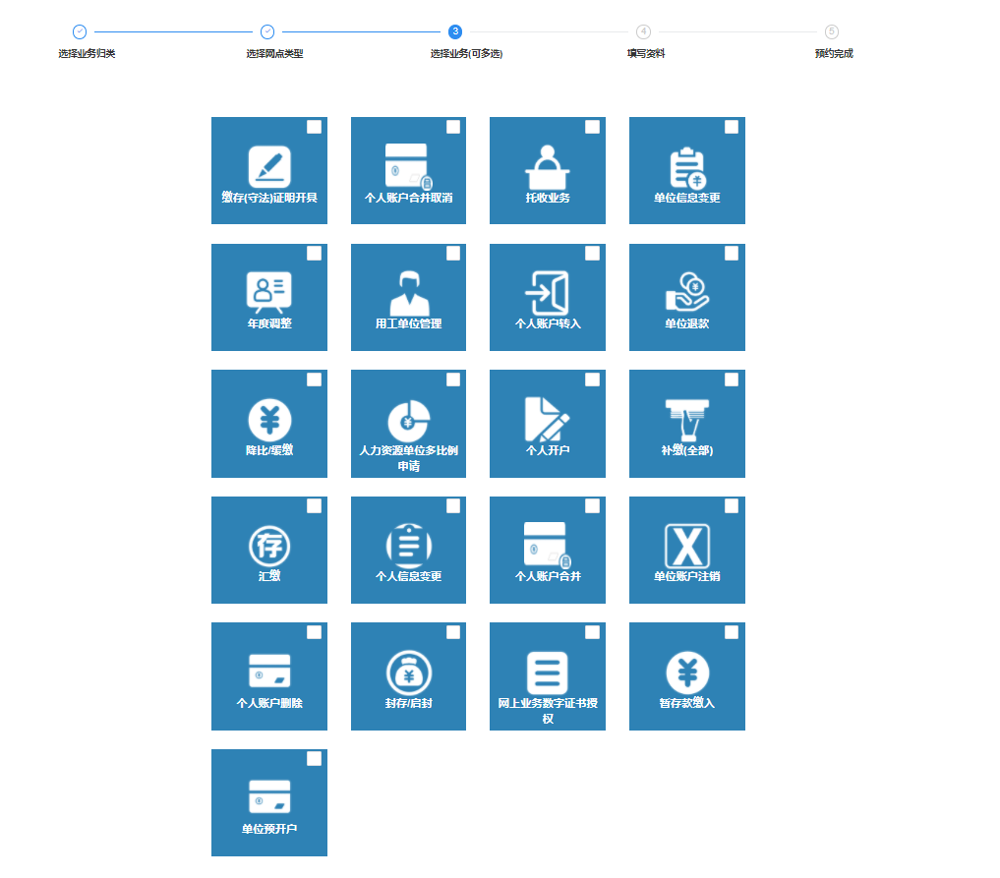 3
4
5
选择业务归类
选择网点类型
选择业务(可多选)
填写资料
预约完成
缴存(守法)证明开具
个人账户合并取消
托收业务
单位信息变更
年度调整
用工单位管理
个人账户转入
单位退款
降比/缓缴
人力资源单位多比例
申请
个人开户
补缴(全部)
存
汇缴
个人信息变更
个人账户合并
单位账户注销
个人账户删除
封存/启封
网上业务数字证书授
权
暂存款缴入
单位预开户